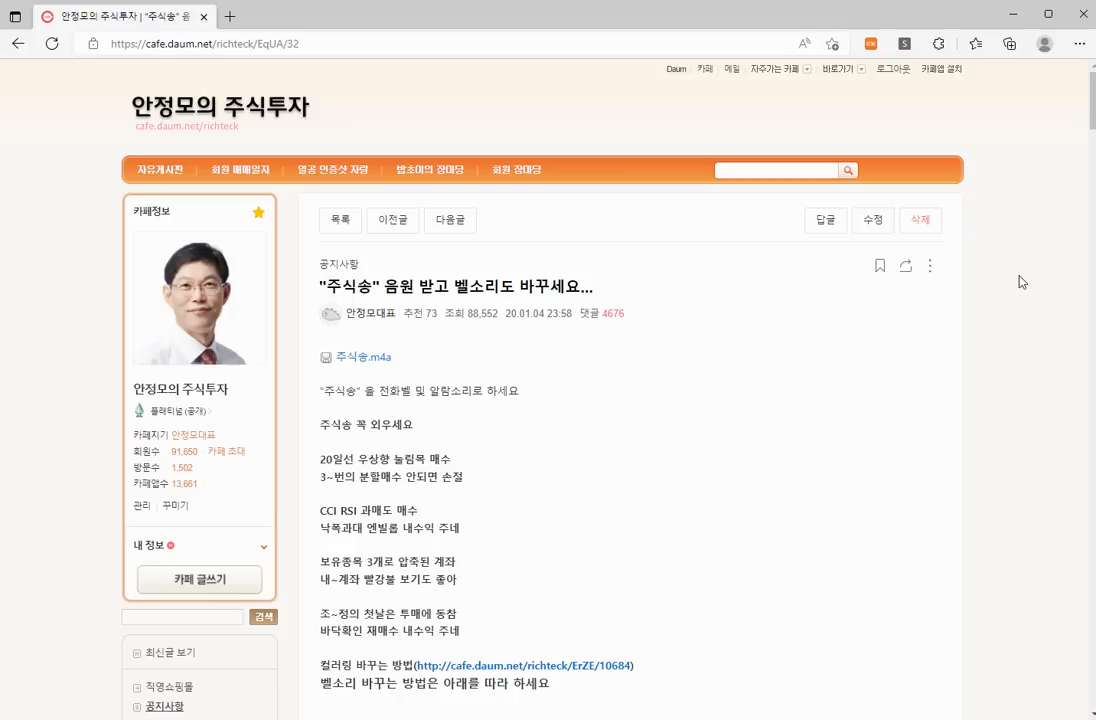 안정모의 주식투자 | "주식송" 음
https://cafe.daum.net/richteck/EqUA/32
Daum 카페 메일 자주가는 카페 바로가기 로그아웃 카페앱 설치
안정모의 주식투자
cafe.daum.net/richteck
자유게시판 회원 매매일지 열공 인증샷 자랑 밥초이의 장마당 회원 장마당
카페정보
안정모의 주식투자
플래티넘 (공개)
카페지기 안정모대표
회원수 91,650 카페 초대
방문수 1,502
카페앱수 13,661
관리 꾸미기
내 정보
카페 글쓰기
검색
최신글 보기
직영쇼핑몰
공지사항
목록 이전글 다음글 답글 수정 삭제
공지사항
"주식송" 음원 받고 벨소리도 바꾸세요...
안정모대표 추천 73 조회 88,552 20.01.04 23:58 댓글 4676
주식송.m4a
"주식송" 을 전화벨 및 알람소리로 하세요
주식송 꼭 외우세요
20일선 우상향 눌림목 매수
3~번의 분할매수 안되면 손절
CCI RSI 과매도 매수
낙폭과대 엔빌롭 내수익 주네
보유종목 3개로 압축된 계좌
내~계좌 빨강불 보기도 좋아
조~정의 첫날은 투매에 동참
바닥확인 재매수 내수익 주네
컬러링 바꾸는 방법(http://cafe.daum.net/richteck/ErZE/10684)
벨소리 바꾸는 방법은 아래를 따라 하세요